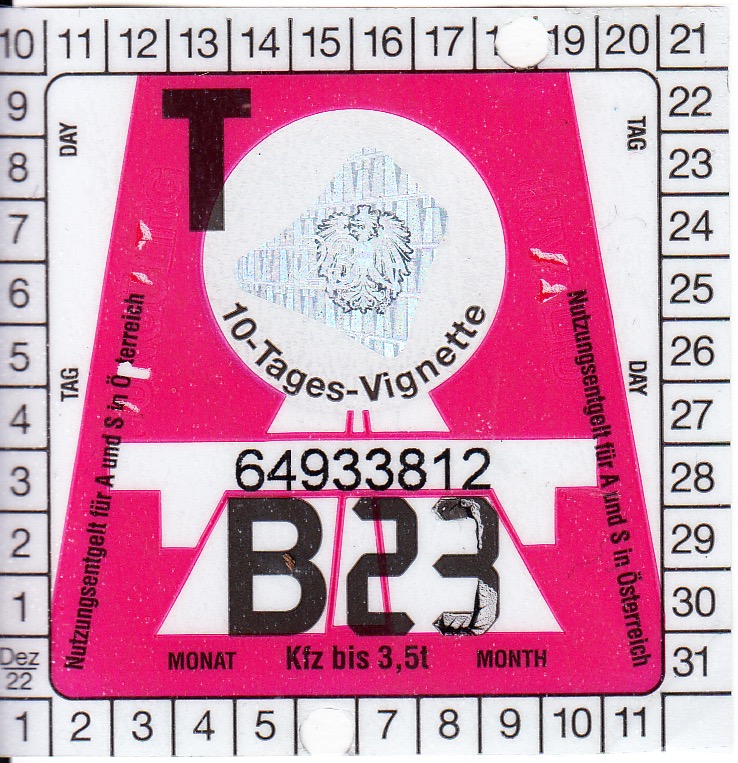 10 11 12 13 14 15 16 17 19 20 21
9 22
8 23
7 24
6 25
5 26
4 27
3 28
2 29
1 30
Dez 22 31
DAY
TAG
T
TAG
DAY
10-Tages-Vignette
Nutzungsentgelt für A und S in Österreich
Nutzungsentgelt für A und S in Österreich
64933812
B23
MONAT Kfz bis 3,5t MONTH
1 2 3 4 5 7 8 9 10 11